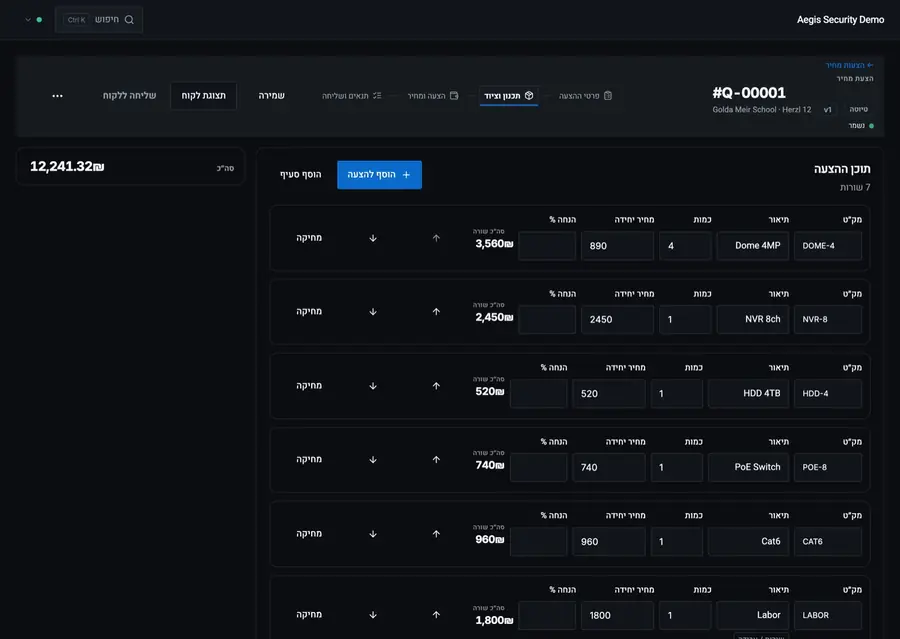 Aegis Security Demo
חיפוש Ctrl K
← הצעות מחיר
הצעת מחיר
#Q-00001
טיוטה v1 Golda Meir School · Herzl 12
נשמר
פרטי ההצעה
תכנון וציוד
הצעה ומחיר
תנאים ושליחה
שמירה
תצוגת לקוח
שליחה ללקוח
...
תוכן ההצעה
7 שורות
+ הוסף להצעה
הוסף סעיף
סה"כ
12,241.32₪
מק"ט תיאור כמות מחיר יחידה הנחה % סה"כ שורה
DOME-4 Dome 4MP 4 890 3,560₪ ↑ ↓ מחיקה
מק"ט תיאור כמות מחיר יחידה הנחה % סה"כ שורה
NVR-8 NVR 8ch 1 2450 2,450₪ ↑ ↓ מחיקה
מק"ט תיאור כמות מחיר יחידה הנחה % סה"כ שורה
HDD-4 HDD 4TB 1 520 520₪ ↑ ↓ מחיקה
מק"ט תיאור כמות מחיר יחידה הנחה % סה"כ שורה
POE-8 PoE Switch 1 740 740₪ ↑ ↓ מחיקה
מק"ט תיאור כמות מחיר יחידה הנחה % סה"כ שורה
CAT6 Cat6 1 960 960₪ ↑ ↓ מחיקה
מק"ט תיאור כמות מחיר יחידה הנחה % סה"כ שורה
LABOR Labor 1 1800 1,800₪ ↑ ↓ מחיקה